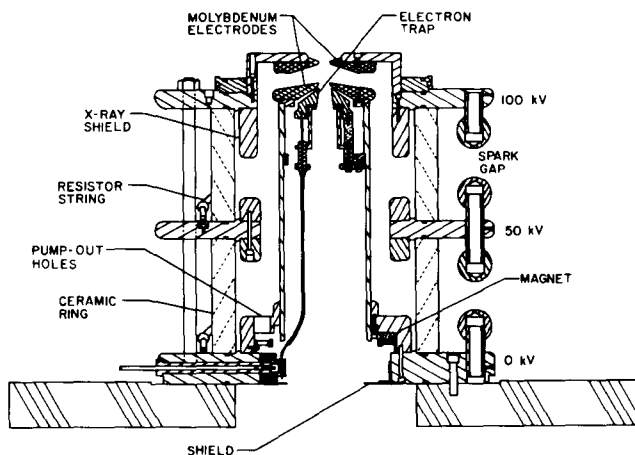 MOLYBDENUM
ELECTRODES
ELECTRON
TRAP
X-RAY
SHIELD
100 kV
SPARK
GAP
RESISTOR
STRING
50 kV
PUMP-OUT
HOLES
MAGNET
CERAMIC
RING
0 kV
SHIELD